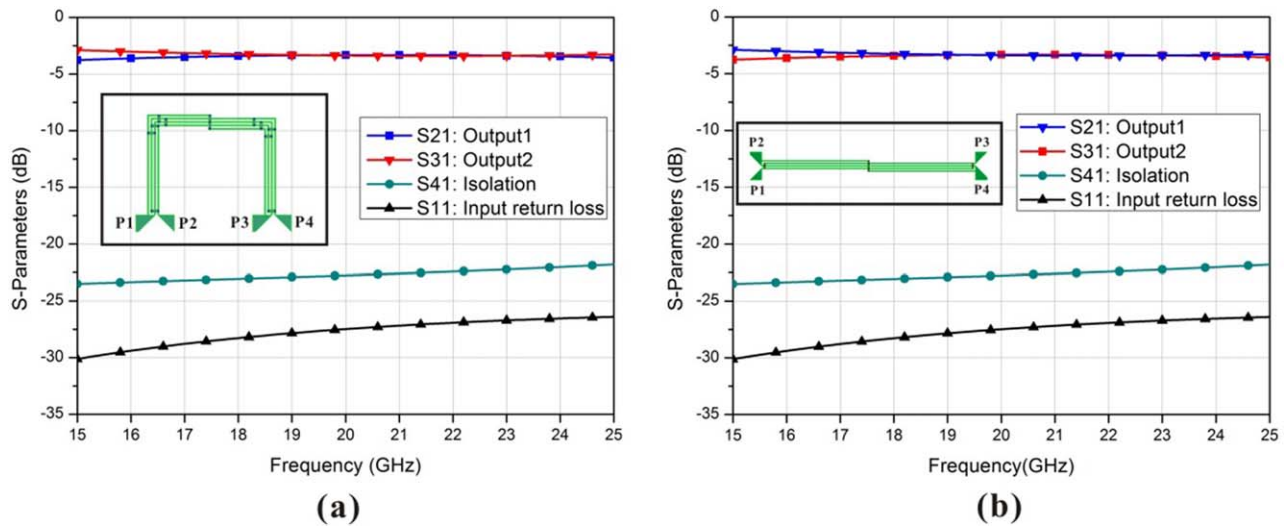 0
-5
-10
-15
-20
-25
-30
-35
S-Parameters (dB)
S21: Output1
S31: Output2
S41: Isolation
S11: Input return loss
P1 P2 P3 P4
15 16 17 18 19 20 21 22 23 24 25
Frequency (GHz)
(a)
0
-5
-10
-15
-20
-25
-30
-35
S-Parameters (dB)
S21: Output1
S31: Output2
S41: Isolation
S11: Input return loss
P2 P3
P1 P4
15 16 17 18 19 20 21 22 23 24 25
Frequency(GHz)
(b)